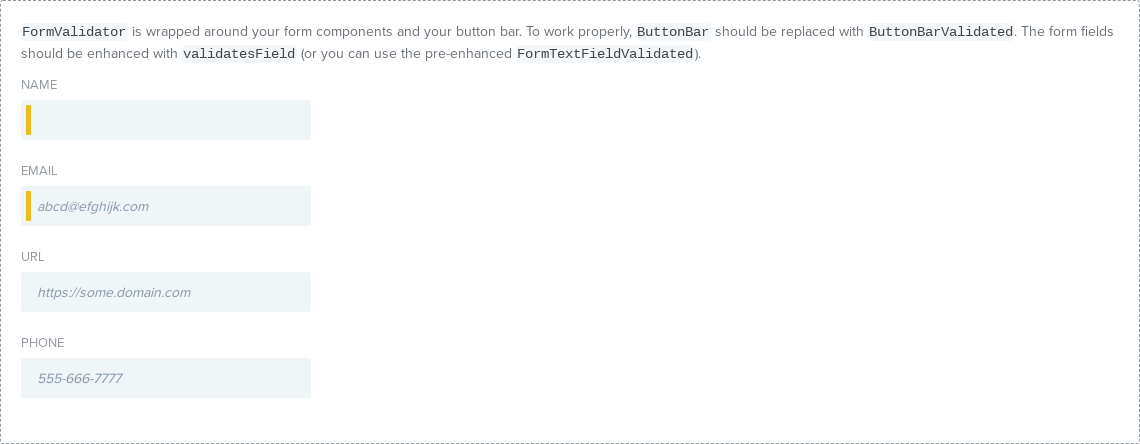 FormValidator is wrapped around your form components and your button bar. To work properly, ButtonBar should be replaced with ButtonBarValidated. The form fields
should be enhanced with validatesField (or you can use the pre-enhanced FormTextFieldValidated).
NAME
EMAIL
abcd@efghijk.com
URL
https://some.domain.com
PHONE
555-666-7777